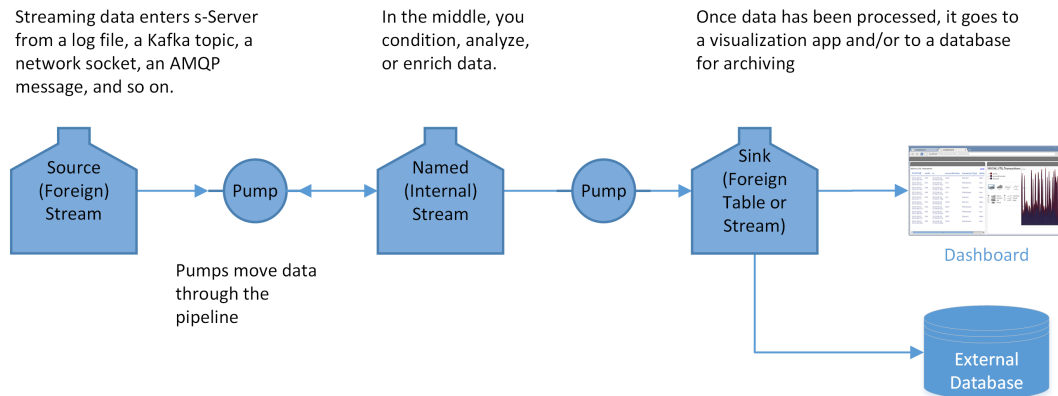 Streaming data enters s-Server
from a log file, a Kafka topic, a
network socket, an AMQP
message, and so on.
In the middle, you
condition, analyze,
or enrich data.
Once data has been processed, it goes to
a visualization app and/or to a database
for archiving
Source
(Foreign)
Stream
Pump
Named
(Internal)
Stream
Pump
Sink
(Foreign
Table or
Stream)
Dashboard
Pumps move data
through the
pipeline
External
Database